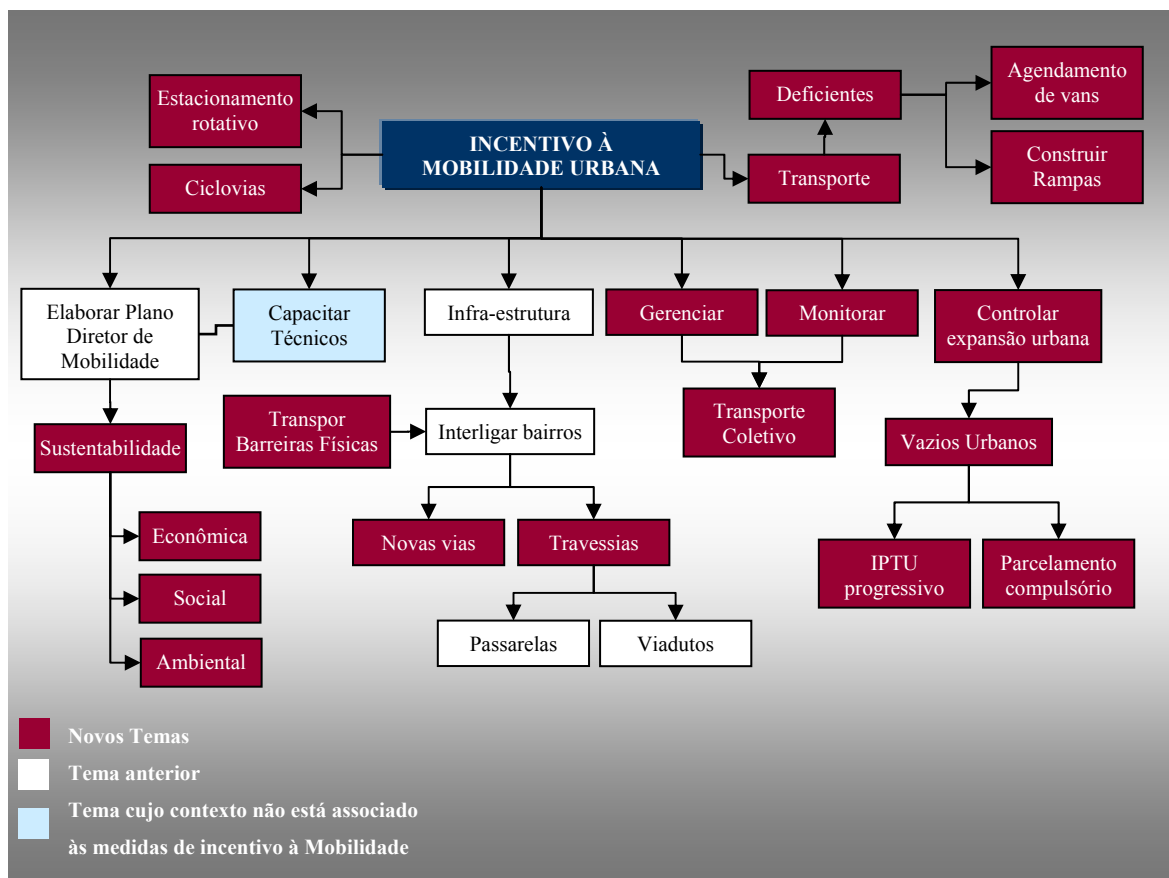 Estacionamento
rotativo
Ciclovias
INCENTIVO À
MOBILIDADE URBANA
Deficientes
Transporte
Agendamento
de vans
Construir
Rampas
Elaborar Plano
Diretor de
Mobilidade
Capacitar
Técnicos
Infra-estrutura
Gerenciar
Monitorar
Controlar
expansão urbana
Sustentabilidade
Transpor
Barreiras Físicas
Interligar bairros
Transporte
Coletivo
Vazios Urbanos
Econômica
Social
Ambiental
Novas vias
Travessias
Passarelas
Viadutos
IPTU
progressivo
Parcelamento
compulsório
Novos Temas
Tema anterior
Tema cujo contexto não está associado
às medidas de incentivo à Mobilidade